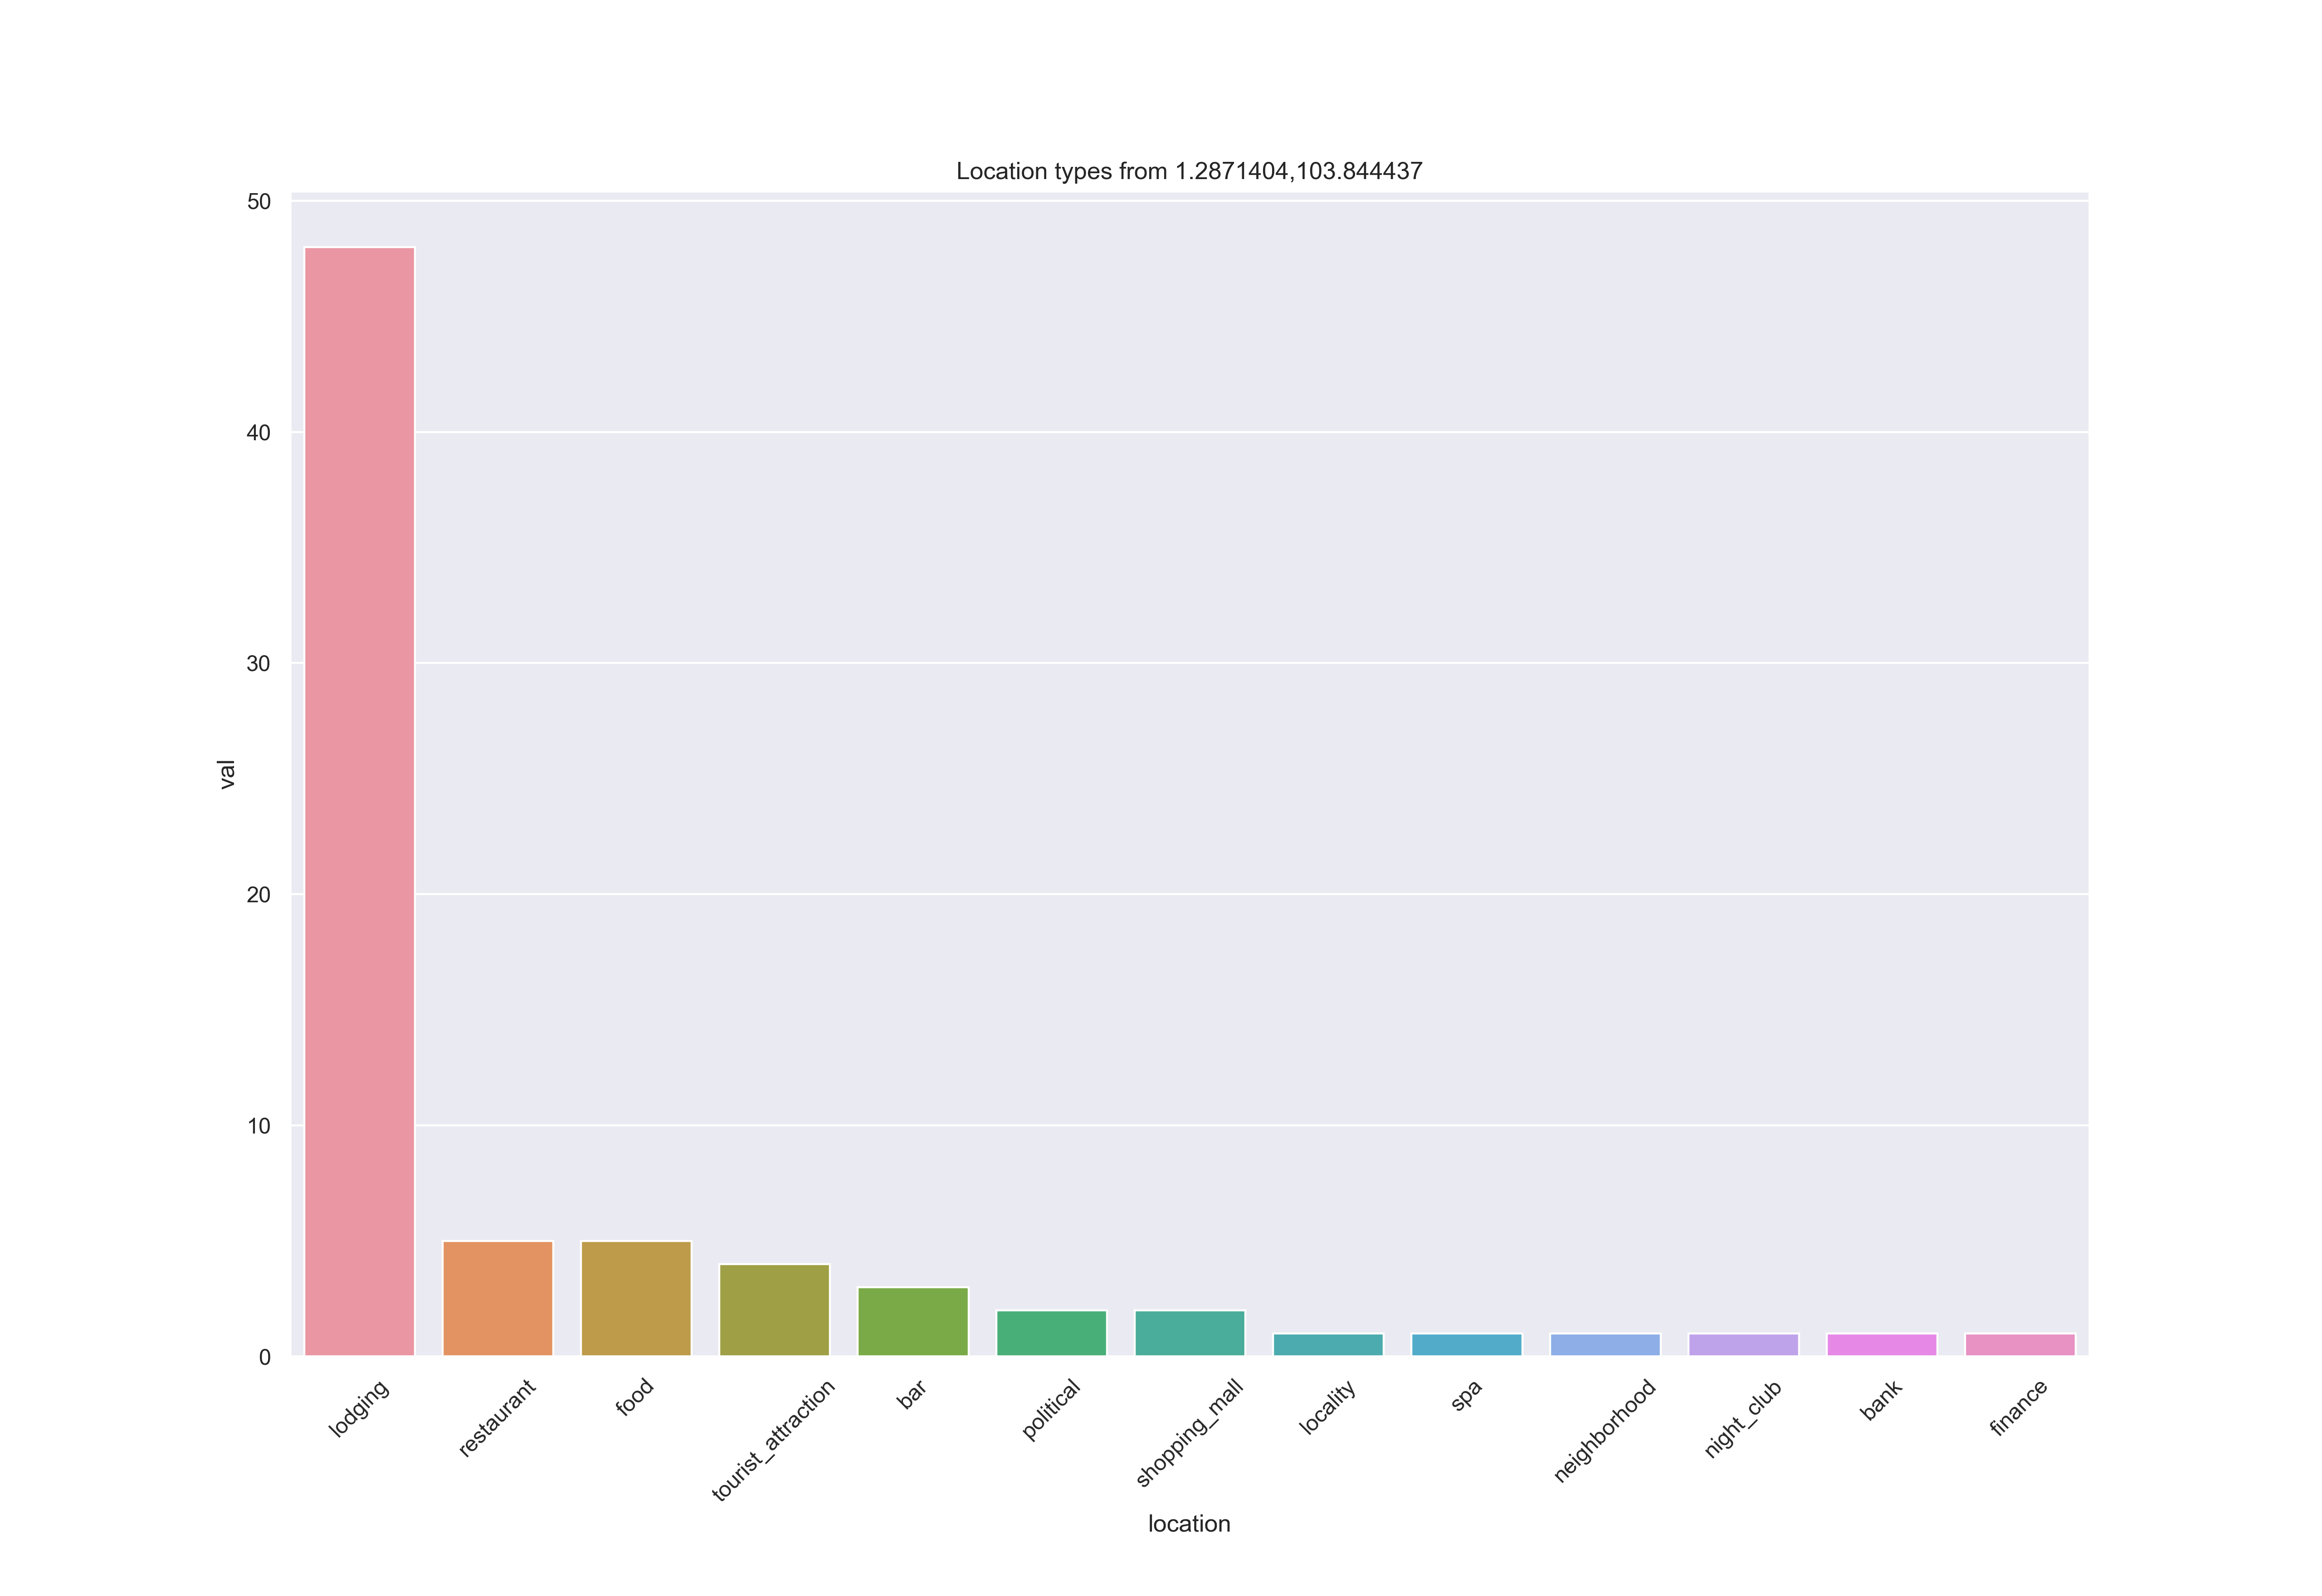 Location types from 1.2871404,103.844437
50
40
30
20
10
0
val
lodging
restaurant
food
tourist_attraction
bar
political
shopping_mall
locality
spa
neighborhood
night_club
bank
finance
location